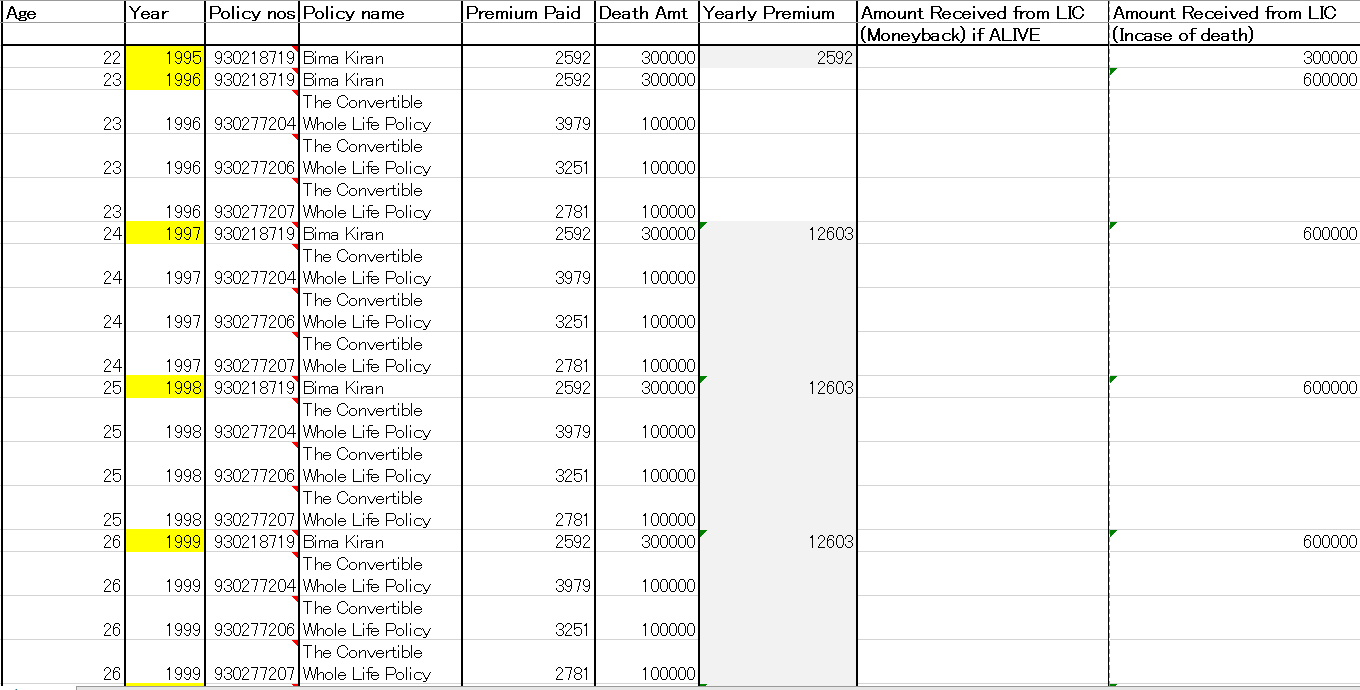 Age Year Policy nos Policy name Premium Paid Death Amt Yearly Premium Amount Received from LIC Amount Received from LIC
(Moneyback) if ALIVE (Incase of death)
22 1995 930218719 Bima Kiran 2592 300000 2592 300000
23 1996 930218719 Bima Kiran 2592 300000 600000
The Convertible
23 1996 930277204 Whole Life Policy 3979 100000
The Convertible
23 1996 930277206 Whole Life Policy 3251 100000
The Convertible
23 1996 930277207 Whole Life Policy 2781 100000
24 1997 930218719 Bima Kiran 2592 300000 12603 600000
The Convertible
24 1997 930277204 Whole Life Policy 3979 100000
The Convertible
24 1997 930277206 Whole Life Policy 3251 100000
The Convertible
24 1997 930277207 Whole Life Policy 2781 100000
25 1998 930218719 Bima Kiran 2592 300000 12603 600000
The Convertible
25 1998 930277204 Whole Life Policy 3979 100000
The Convertible
25 1998 930277206 Whole Life Policy 3251 100000
The Convertible
25 1998 930277207 Whole Life Policy 2781 100000
26 1999 930218719 Bima Kiran 2592 300000 12603 600000
The Convertible
26 1999 930277204 Whole Life Policy 3979 100000
The Convertible
26 1999 930277206 Whole Life Policy 3251 100000
The Convertible
26 1999 930277207 Whole Life Policy 2781 100000